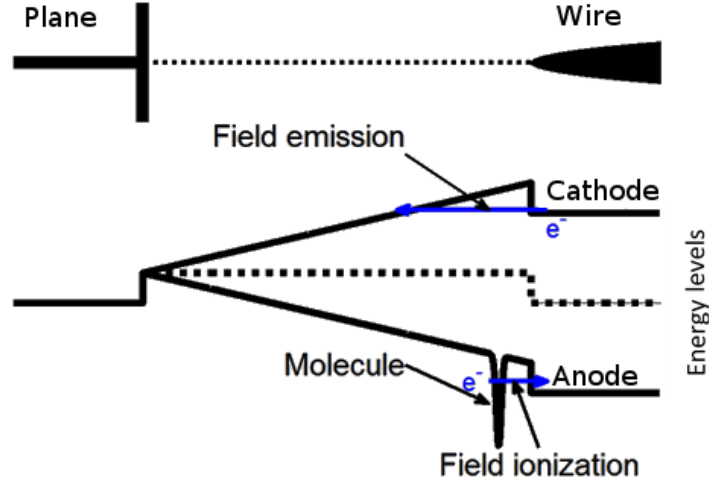 Plane
Wire
Field emission
Cathode
e-
Energy levels
Molecule
e-
Anode
Field ionization